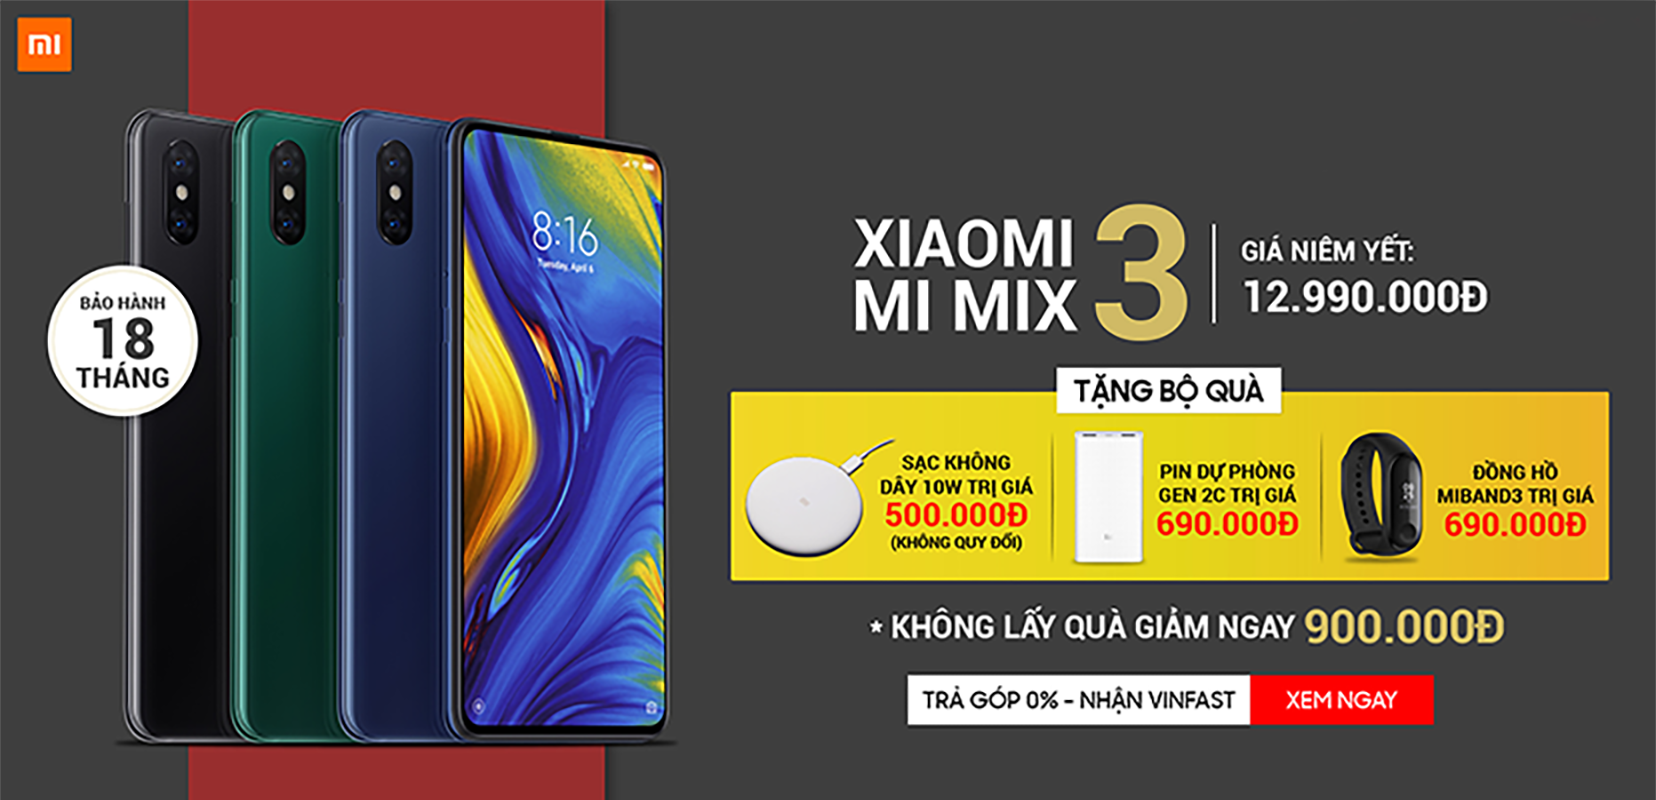 mi
BẢO HÀNH
18
THÁNG
8:16
Tuesday, April 6
XIAOMI
MI MIX 3
GIÁ NIÊM YẾT:
12.990.000Đ
TẶNG BỘ QUÀ
SẠC KHÔNG
DÂY 10W TRỊ GIÁ
500.000Đ
(KHÔNG QUY ĐỔI)
PIN DỰ PHÒNG
GEN 2C TRỊ GIÁ
690.000Đ
ĐỒNG HỒ
MIBAND3 TRỊ GIÁ
690.000Đ
* KHÔNG LẤY QUÀ GIẢM NGAY 900.000Đ
TRẢ GÓP 0% - NHẬN VINFAST
XEM NGAY